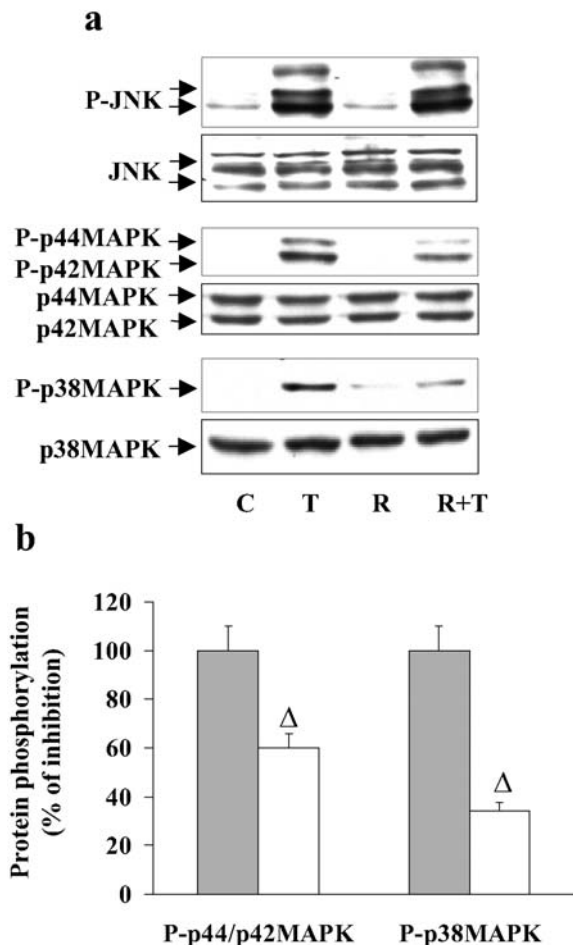 a
P-JNK
JNK
P-p44MAPK
P-p42MAPK
p44MAPK
p42MAPK
P-p38MAPK
p38MAPK
C T R R+T
b
Protein phosphorylation
(% of inhibition)
120
100
80
60
40
20
0
Δ
Δ
P-p44/p42MAPK P-p38MAPK